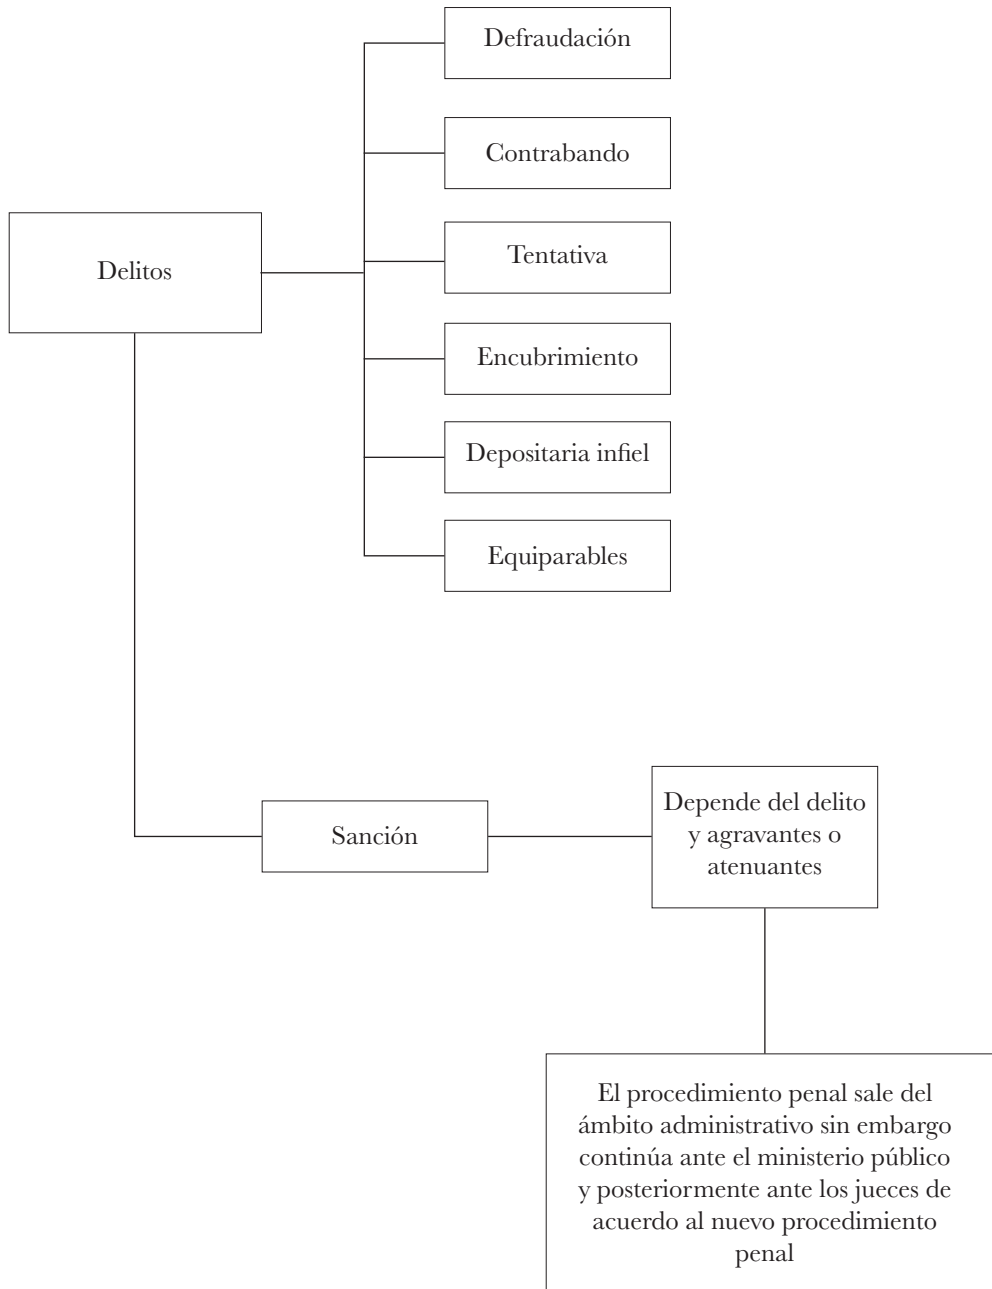 Defraudación
Contrabando
Delitos
Tentativa
Encubrimiento
Depositaria infiel
Equiparables
Sanción
Depende del delito
y agravantes o
atenuantes
El procedimiento penal sale del
ámbito administrativo sin embargo
continúa ante el ministerio público
y posteriormente ante los jueces de
acuerdo al nuevo procedimiento
penal